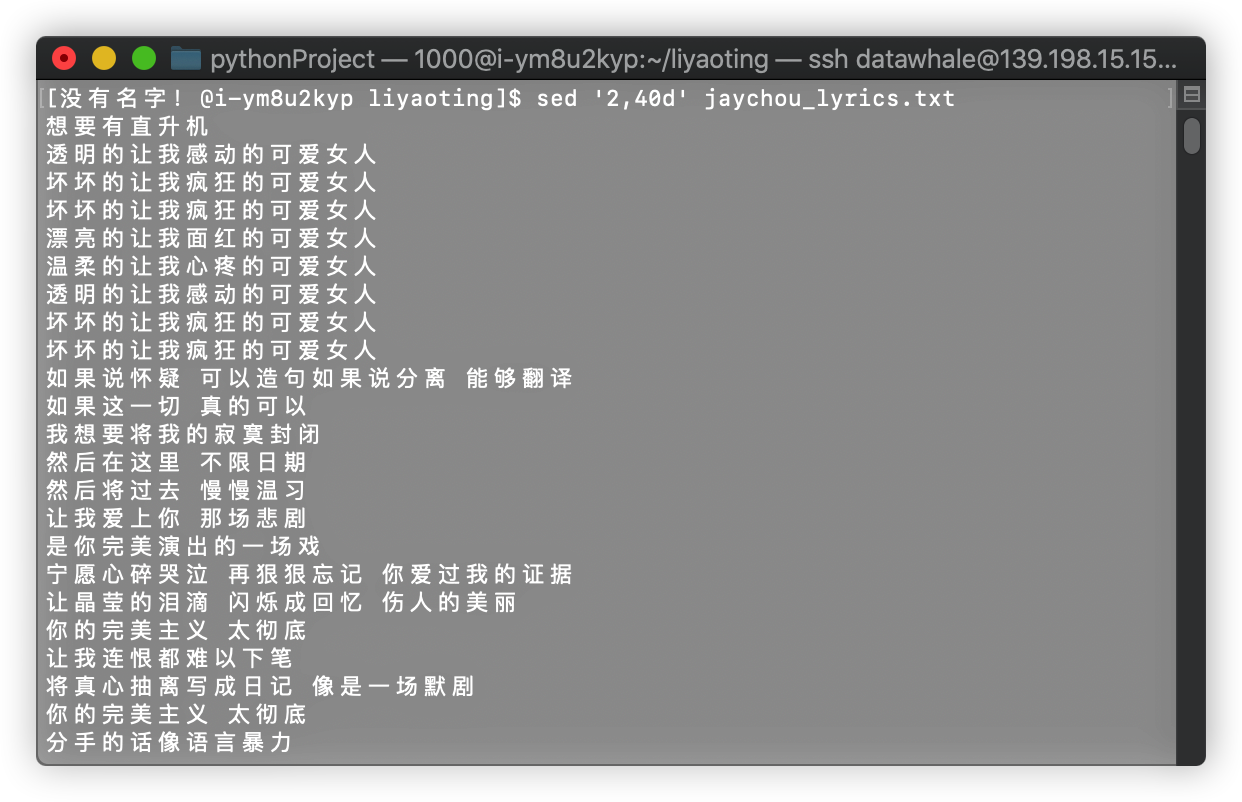 pythonProject — 1000@i-ym8u2kyp:~/liyaoting — ssh datawhale@139.198.15.15...
[[没有名字！@i-ym8u2kyp liyaoting]$ sed '2,40d' jaychou_lyrics.txt ]
想要有直升机
透明的让我感动的可爱女人
坏坏的让我疯狂的可爱女人
坏坏的让我疯狂的可爱女人
漂亮的让我面红的可爱女人
温柔的让我心疼的可爱女人
透明的让我感动的可爱女人
坏坏的让我疯狂的可爱女人
坏坏的让我疯狂的可爱女人
如果说怀疑 可以造句如果说分离 能够翻译
如果这一切 真的可以
我想要将我的寂寞封闭
然后在这里 不限日期
然后将过去 慢慢温习
让我爱上你 那场悲剧
是你完美演出的一场戏
宁愿心碎哭泣 再狠狠忘记 你爱过我的证据
让晶莹的泪滴 闪烁成回忆 伤人的美丽
你的完美主义 太彻底
让我连恨都难以下笔
将真心抽离写成日记 像是一场默剧
你的完美主义 太彻底
分手的话像语言暴力